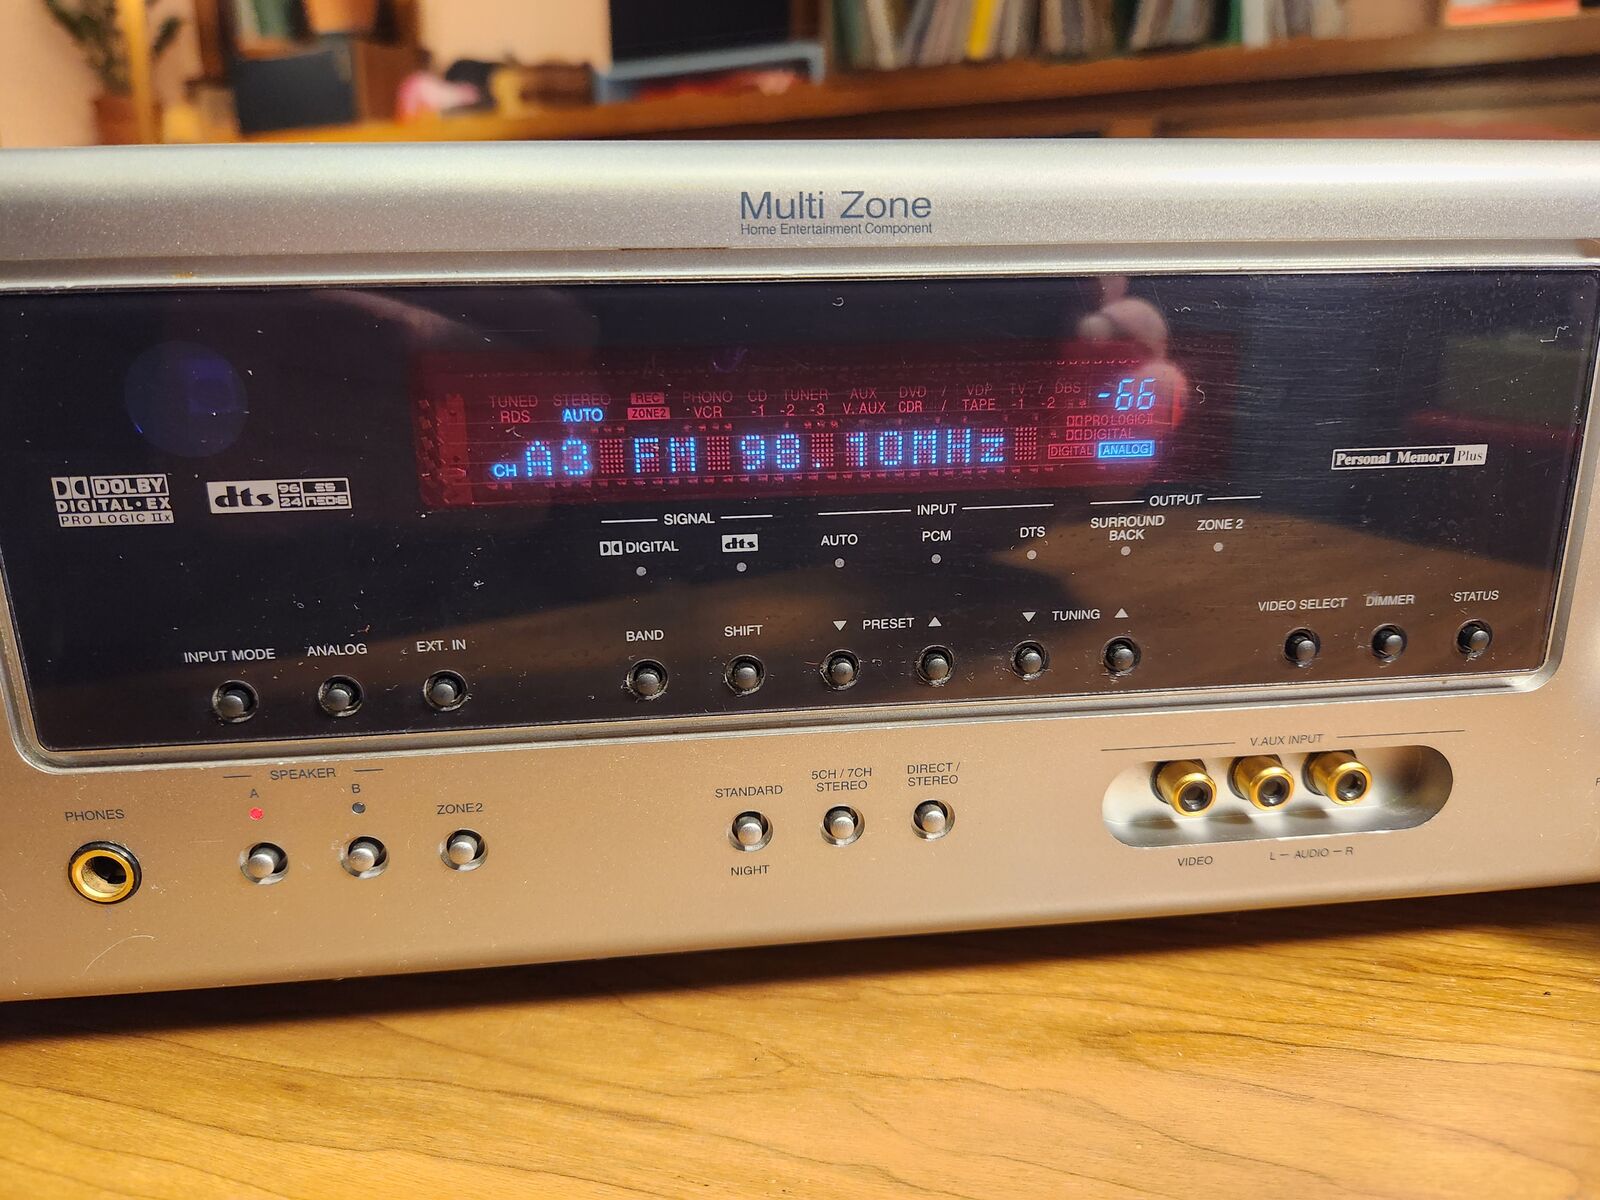 Multi Zone
Home Entertainment Component
TUNED STEREO REC PHONO CD TUNER AUX DVD / VDP TV / DBS
RDS AUTO ZONE2 VCR -1 -2 -3 V.AUX CDR / TAPE -1 -2
-66
PRO LOGIC II
DIGITAL
DIGITAL ANALOG
CH A3 FM 98.10MHz
DOLBY
DIGITAL·EX
PRO LOGIC IIx
dts 96 24 ES
Personal Memory Plus
SIGNAL
DIGITAL dts
INPUT
AUTO PCM DTS
OUTPUT
SURROUND BACK ZONE 2
INPUT MODE ANALOG EXT. IN
BAND SHIFT ▼ PRESET ▲ ▼ TUNING ▲
VIDEO SELECT DIMMER STATUS
PHONES
SPEAKER
A B
ZONE2
STANDARD
NIGHT
5CH / 7CH
STEREO
DIRECT /
STEREO
V.AUX INPUT
VIDEO L — AUDIO — R